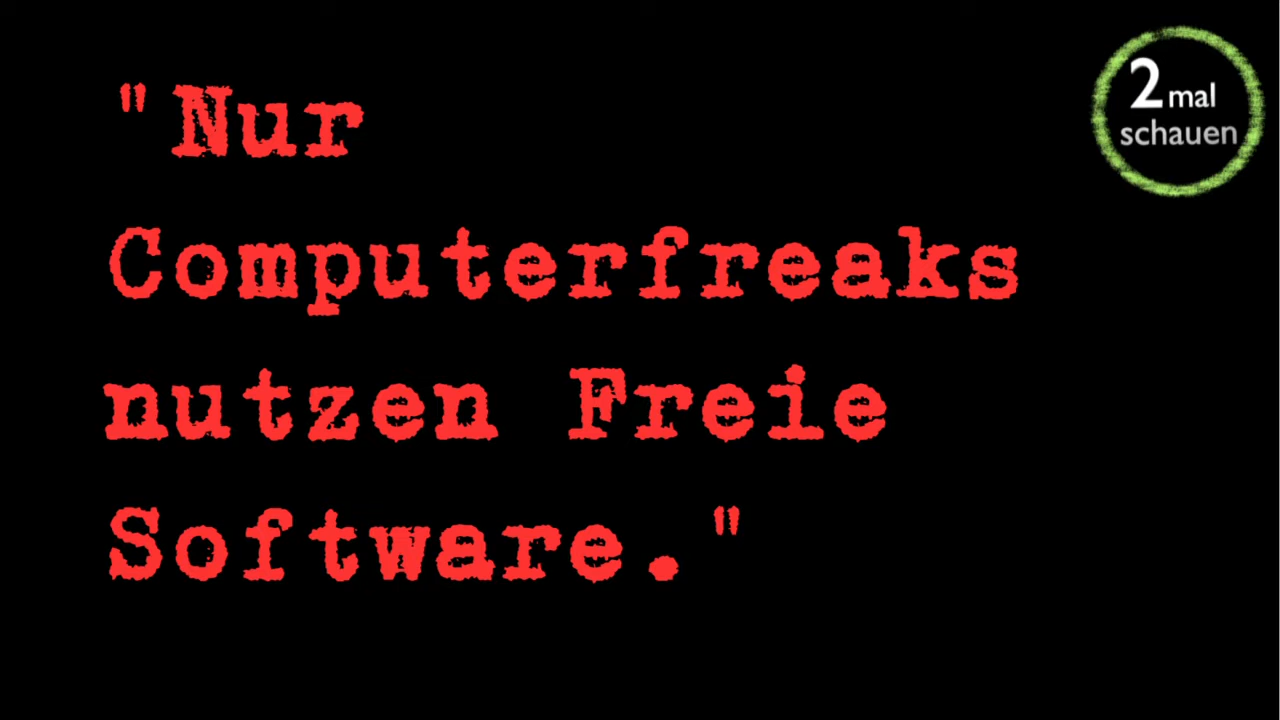 "Nur
Computerfreaks
nutzen Freie
Software."
2 mal
schauen